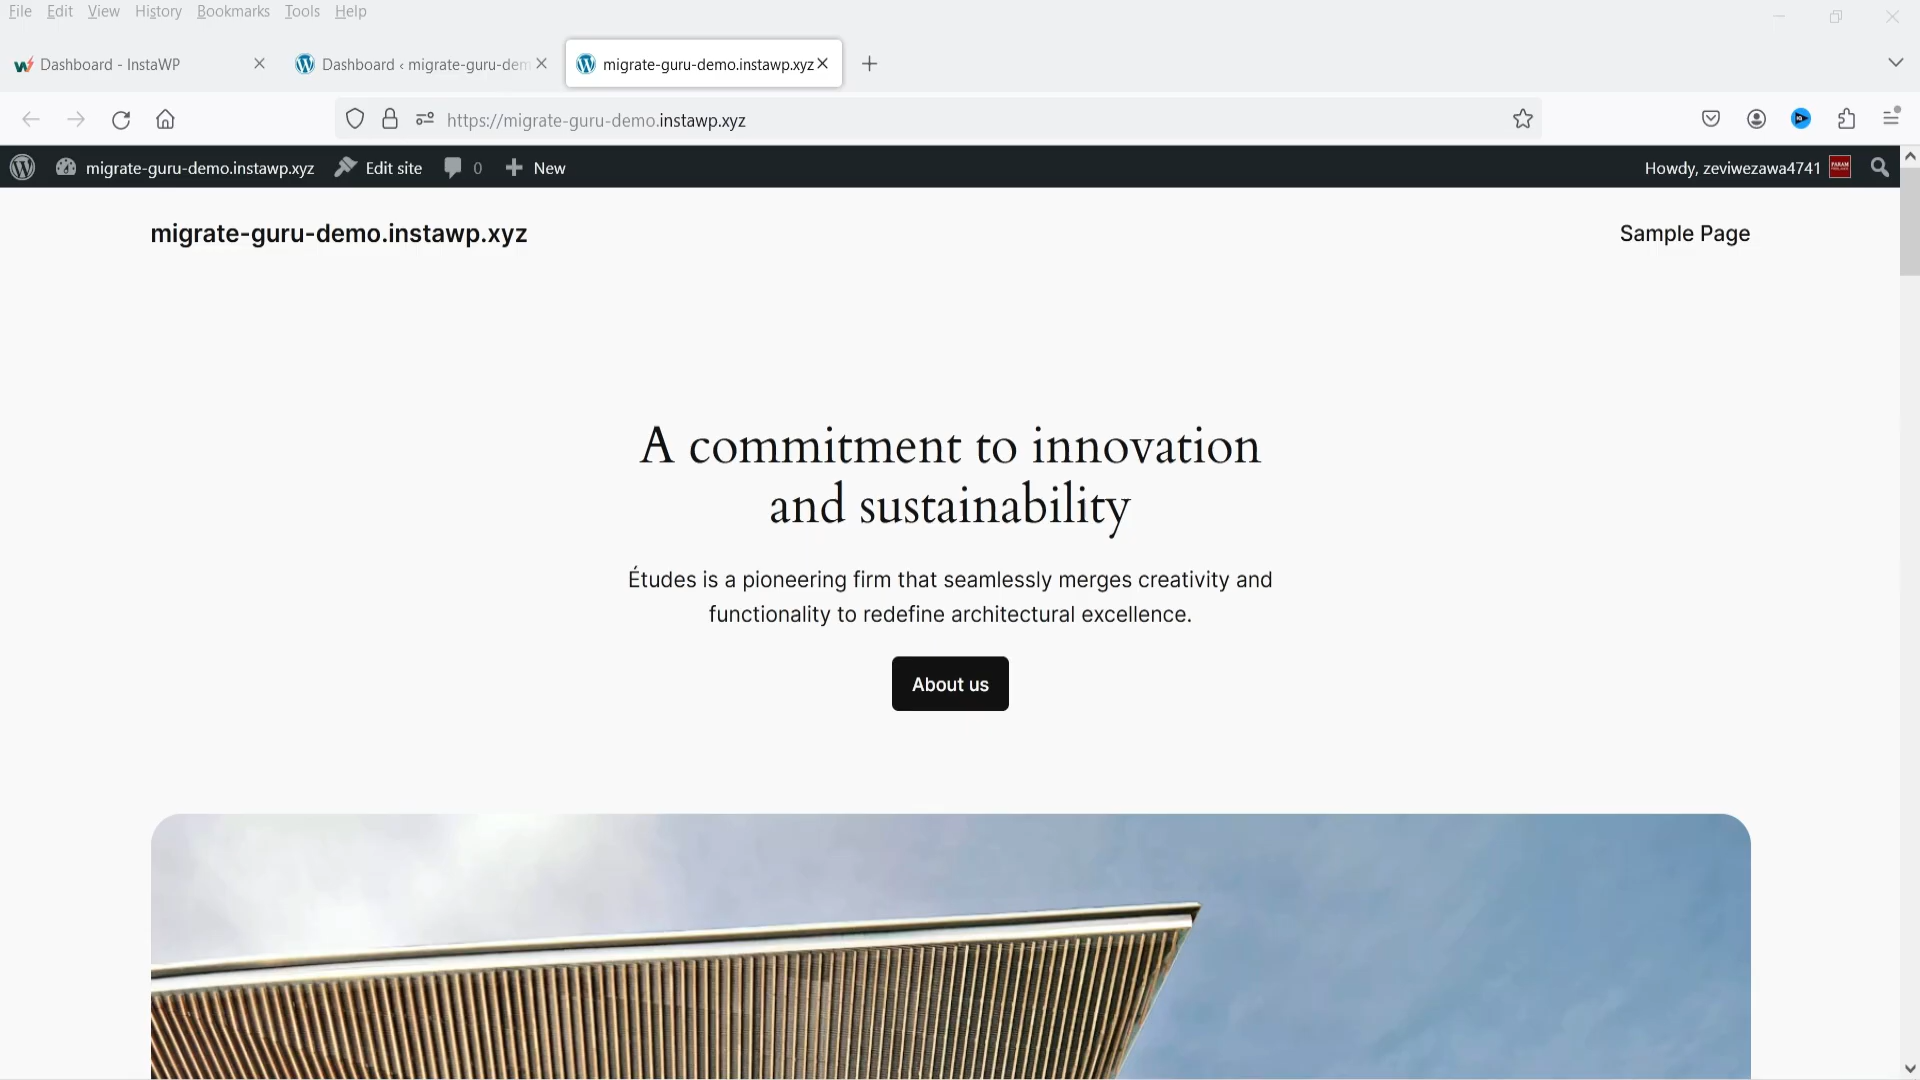 File Edit View History Bookmarks Tools Help
Dashboard - InstaWP
Dashboard ‹ migrate-guru-dem
migrate-guru-demo.instawp.xyz
https://migrate-guru-demo.instawp.xyz
migrate-guru-demo.instawp.xyz Edit site 0 New Howdy, zeviwezawa4741
migrate-guru-demo.instawp.xyz Sample Page
A commitment to innovation
and sustainability
Études is a pioneering firm that seamlessly merges creativity and
functionality to redefine architectural excellence.
About us